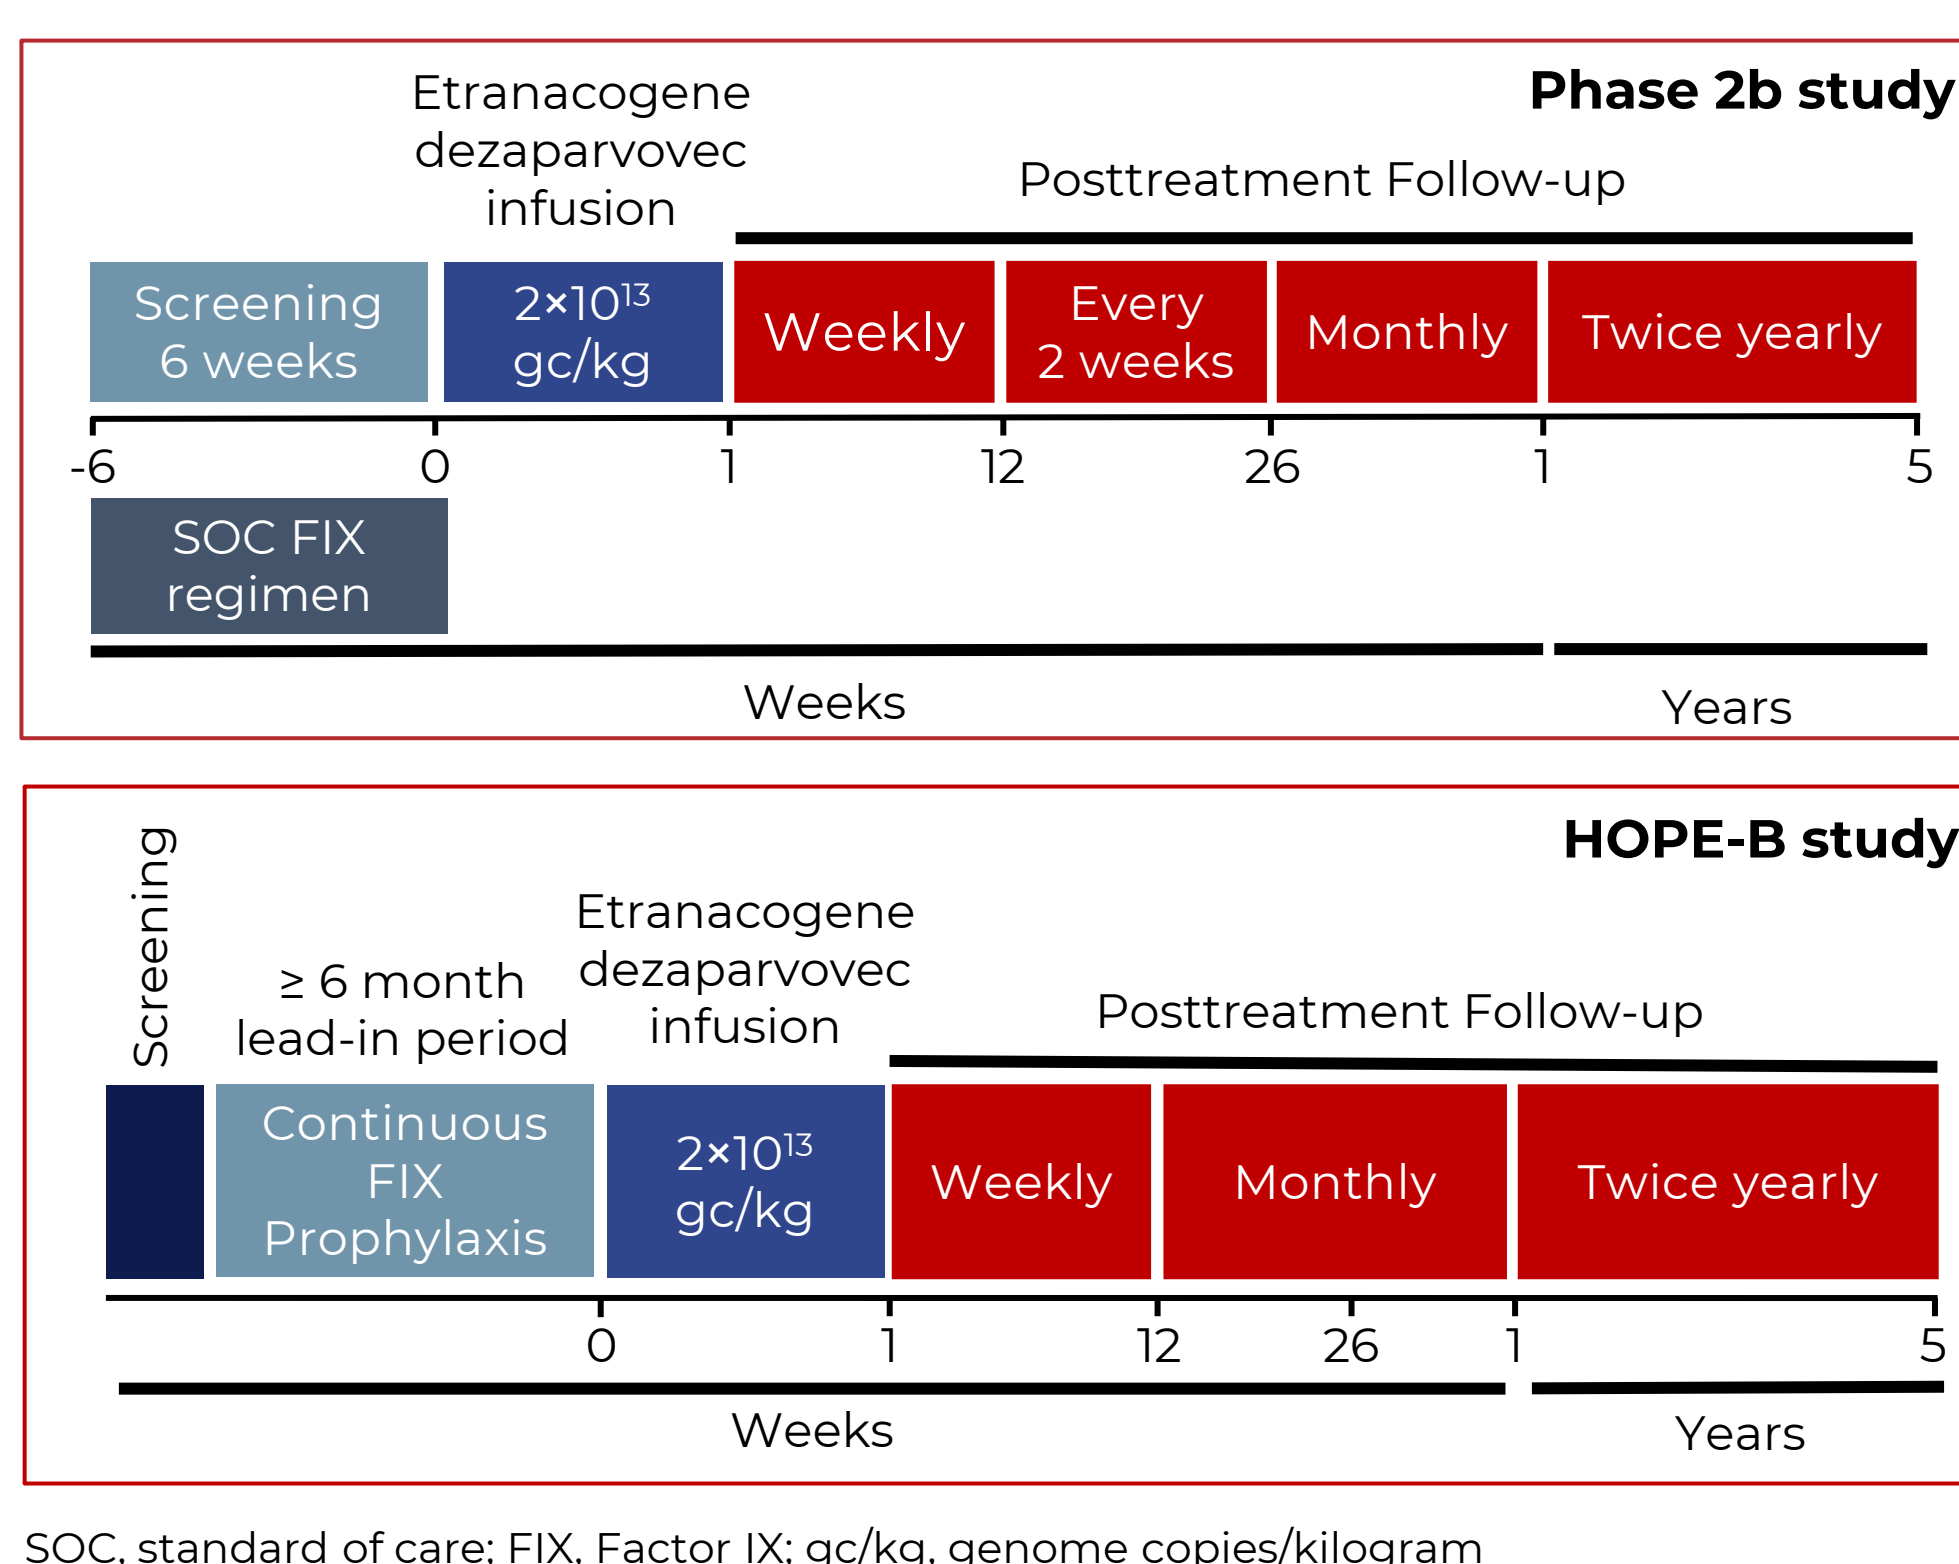 Phase 2b study
Etranacogene
dezaparvovec
infusion
Posttreatment Follow-up
Screening
6 weeks
2×10¹³
gc/kg
Weekly
Every
2 weeks
Monthly
Twice yearly
-6 0 1 12 26 1 5
SOC FIX
regimen
Weeks
Years
HOPE-B study
Screening
≥ 6 month
lead-in period
Etranacogene
dezaparvovec
infusion
Posttreatment Follow-up
Continuous
FIX
Prophylaxis
2×10¹³
gc/kg
Weekly
Monthly
Twice yearly
0 1 12 26 1 5
Weeks
Years
SOC, standard of care; FIX, Factor IX; gc/kg, genome copies/kilogram